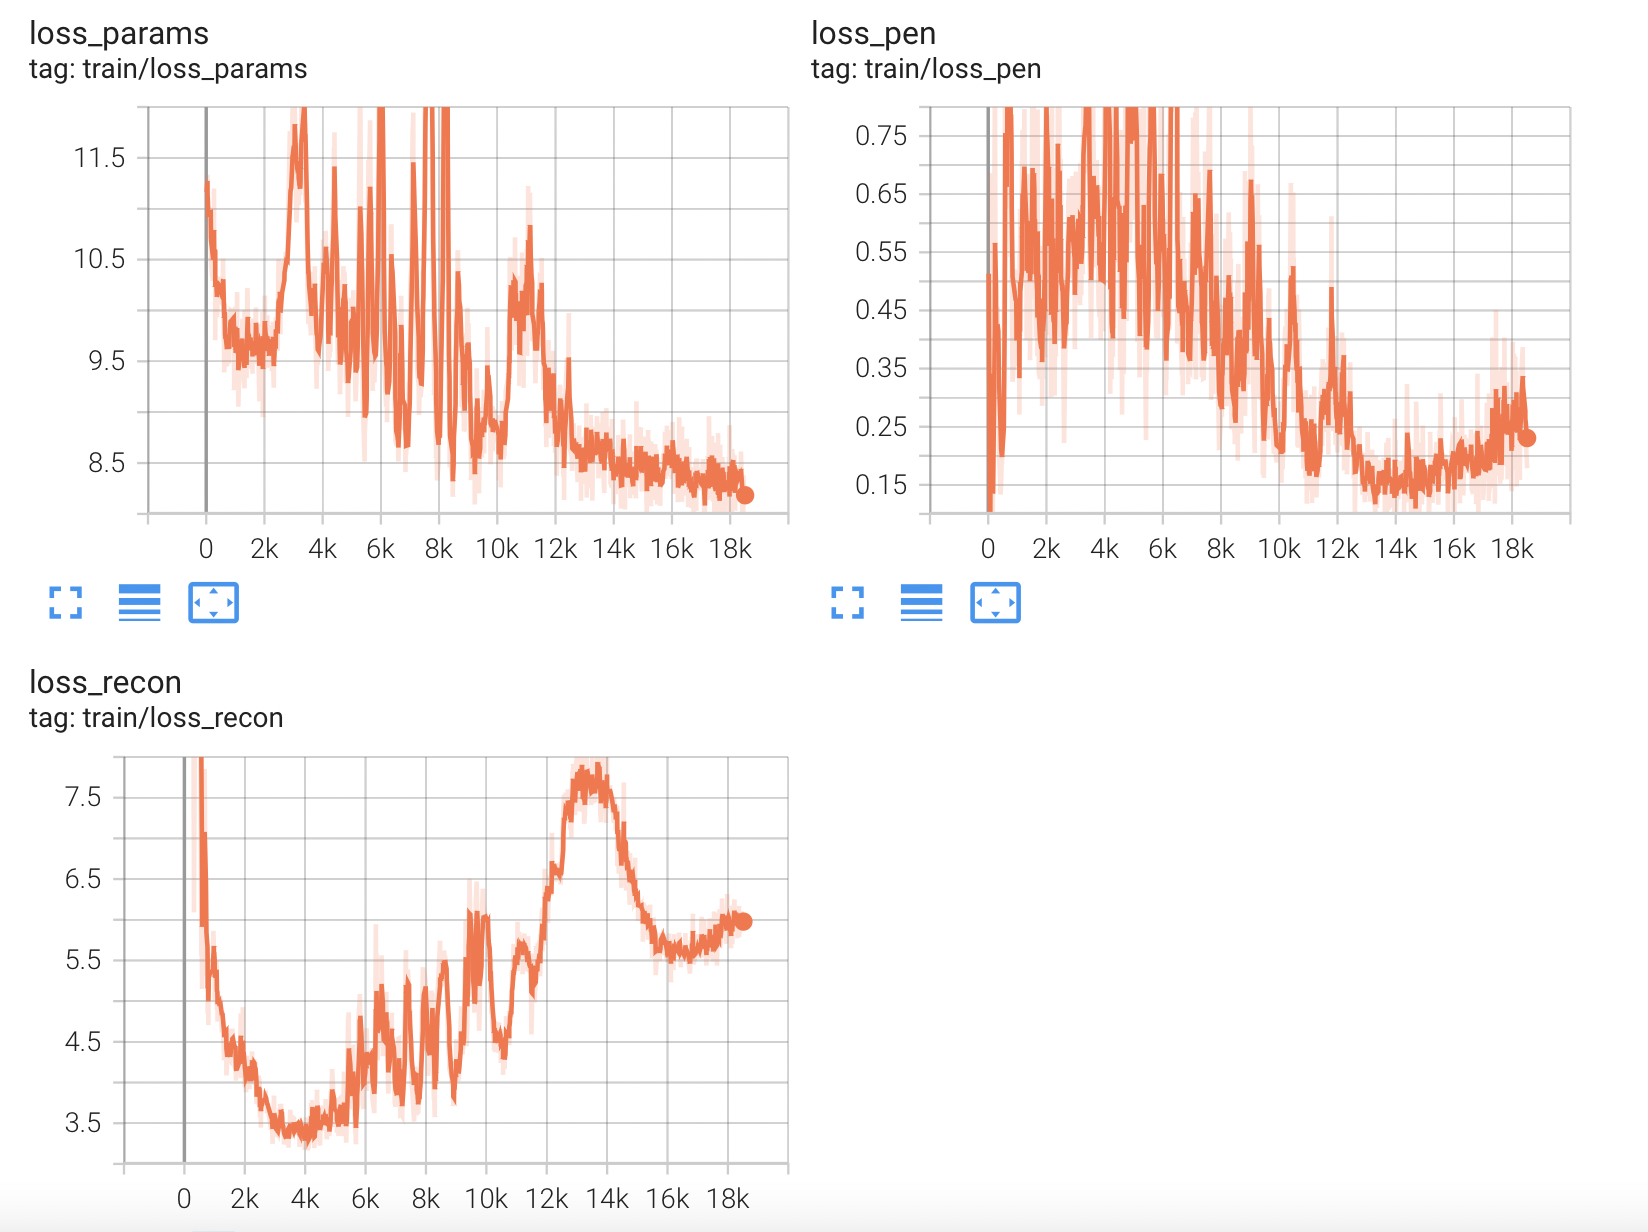 loss_params
tag: train/loss_params
11.5
10.5
9.5
8.5
0 2k 4k 6k 8k 10k 12k 14k 16k 18k
loss_pen
tag: train/loss_pen
0.75
0.65
0.55
0.45
0.35
0.25
0.15
0 2k 4k 6k 8k 10k 12k 14k 16k 18k
loss_recon
tag: train/loss_recon
7.5
6.5
5.5
4.5
3.5
0 2k 4k 6k 8k 10k 12k 14k 16k 18k